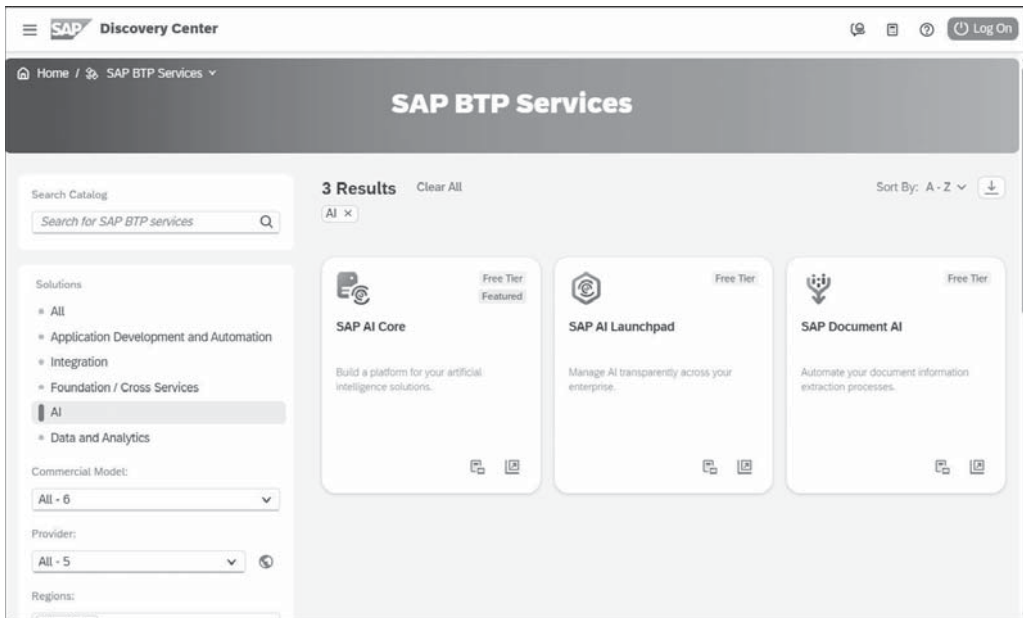 SAP Discovery Center
Log On
Home / SAP BTP Services
SAP BTP Services
Search Catalog
Search for SAP BTP services
Solutions
All
Application Development and Automation
Integration
Foundation / Cross Services
AI
Data and Analytics
Commercial Model:
All - 6
Provider:
All - 5
Regions:
3 Results Clear All
Sort By: A - Z
AI ×
Free Tier
Featured
SAP AI Core
Build a platform for your artificial
intelligence solutions.
Free Tier
SAP AI Launchpad
Manage AI transparently across your
enterprise.
Free Tier
SAP Document AI
Automate your document information
extraction processes.